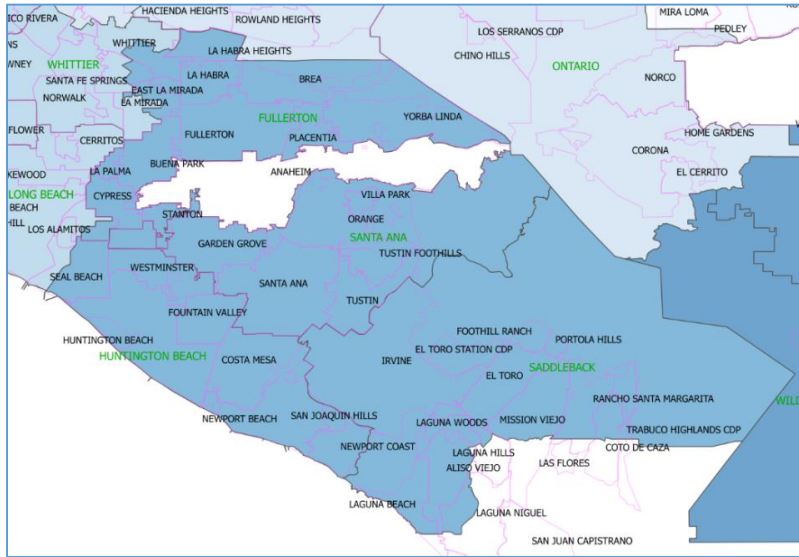 HACIENDA HEIGHTS
ROWLAND HEIGHTS
MIRA LOMA
ICO RIVERA
PEDLEY
LOS SERRANOS CDP
WHITTIER
LA HABRA HEIGHTS
CHINO HILLS
WHITTIER
ONTARIO
LA HABRA
BREA
NORCO
SANTA FE SPRINGS
EAST LA MIRADA
NORWALK
LA MIRADA
YORBA LINDA
FULLERTON
FLOWER
FULLERTON
PLACENTIA
HOME GARDENS
CERRITOS
CORONA
BUENA PARK
LA PALMA
ANAHEIM
EL CERRITO
KEWOOD
LONG BEACH
CYPRESS
VILLA PARK
BEACH
STANTON
ORANGE
HILL
LOS ALAMITOS
SANTA ANA
GARDEN GROVE
TUSTIN FOOTHILLS
WESTMINSTER
SEAL BEACH
SANTA ANA
TUSTIN
FOUNTAIN VALLEY
FOOTHILL RANCH
PORTOLA HILLS
HUNTINGTON BEACH
EL TORO STATION CDP
HUNTINGTON BEACH
COSTA MESA
IRVINE
SADDLEBACK
EL TORO
RANCHO SANTA MARGARITA
WILD
NEWPORT BEACH
SAN JOAQUIN HILLS
LAGUNA WOODS
MISSION VIEJO
TRABUCO HIGHLANDS CDP
NEWPORT COAST
COTO DE CAZA
LAGUNA HILLS
LAS FLORES
ALISO VIEJO
LAGUNA BEACH
LAGUNA NIGUEL
SAN JUAN CAPISTRANO